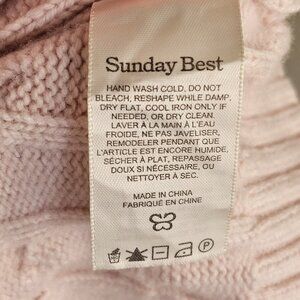 Sunday Best
HAND WASH COLD, DO NOT
BLEACH, RESHAPE WHILE DAMP,
DRY FLAT, COOL IRON ONLY IF
NEEDED, OR DRY CLEAN.
LAVER À LA MAIN À L'EAU
FROIDE, NE PAS JAVELISER,
REMODELER PENDANT QUE
L'ARTICLE EST ENCORE HUMIDE,
SÉCHER À PLAT, REPASSAGE
DOUX SI NÉCESSAIRE, OU
NETTOYER À SEC.
MADE IN CHINA
FABRIQUÉ EN CHINE
P